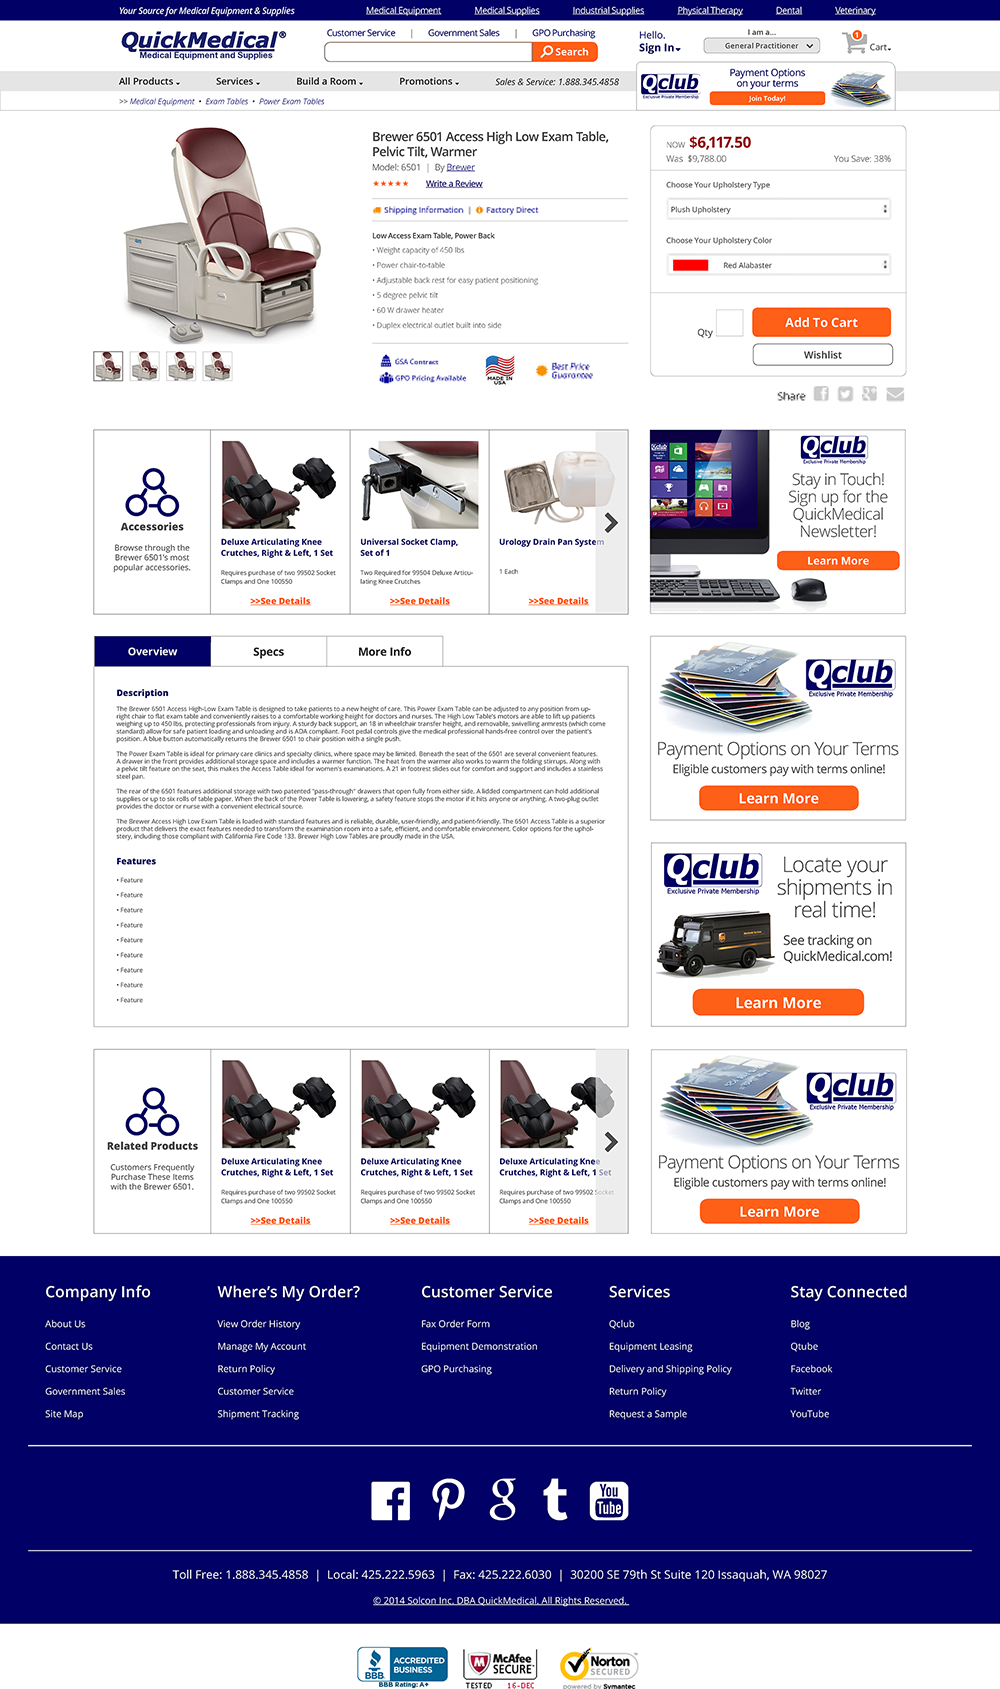 Your Source for Medical Equipment & Supplies
Medical Equipment
Medical Supplies
Industrial Supplies
Physical Therapy
Dental
Veterinary
QuickMedical®
Medical Equipment and Supplies
Customer Service | Government Sales | GPO Purchasing
Search
Hello.
Sign In
I am a...
General Practitioner
1
Cart
All Products
Services
Build a Room
Promotions
Sales & Service: 1.888.345.4858
Qclub
Exclusive Private Membership
Payment Options
on your terms
Join Today!
>> Medical Equipment • Exam Tables • Power Exam Tables
Brewer 6501 Access High Low Exam Table,
Pelvic Tilt, Warmer
Model: 6501 | By Brewer
Write a Review
Shipping Information | Factory Direct
Low Access Exam Table, Power Back
• Weight capacity of 450 lbs
• Power chair-to-table
• Adjustable back rest for easy patient positioning
• 5 degree pelvic tilt
• 60 W drawer heater
• Duplex electrical outlet built into side
GSA Contract
GPO Pricing Available
MADE IN
USA
Best Price
Guarantee
NOW $6,117.50
Was $9,788.00
You Save: 38%
Choose Your Upholstery Type
Plush Upholstery
Choose Your Upholstery Color
Red Alabaster
Qty
Add To Cart
Wishlist
Share
Accessories
Browse through the
Brewer 6501's most
popular accessories.
Deluxe Articulating Knee
Crutches, Right & Left, 1 Set
Requires purchase of two 99502 Socket
Clamps and One 100550
>>See Details
Universal Socket Clamp,
Set of 1
Two Required for 99504 Deluxe Articu-
lating Knee Crutches
>>See Details
Urology Drain Pan System
1 Each
>>See Details
Qclub
Exclusive Private Membership
Stay in Touch!
Sign up for the
QuickMedical
Newsletter!
Learn More
Overview
Specs
More Info
Description
The Brewer 6501 Access High-Low Exam Table is designed to take patients to a new height of care. This Power Exam Table can be adjusted to any position from up-
right chair to flat exam table and conveniently raises to a comfortable working height for doctors and nurses. The High Low Table's motors are able to lift up patients
weighing up to 450 lbs, protecting professionals from injury. A sturdy back support, an 18 in wheelchair transfer height, and removable, swivelling armrests (which come
standard) allow for safe patient loading and unloading and is ADA compliant. Foot pedal controls give the medical professional hands-free control over the patient's
position. A blue button automatically returns the Brewer 6501 to chair position with a single push.
The Power Exam Table is ideal for primary care clinics and specialty clinics, where space may be limited. Beneath the seat of the 6501 are several convenient features.
A drawer in the front provides additional storage space and includes a warmer function. The heat from the warmer also works to warm the folding stirrups. Along with
a pelvic tilt feature on the seat, this makes the Access Table ideal for women's examinations. A 21 in footrest slides out for comfort and support and includes a stainless
steel pan.
The rear of the 6501 features additional storage with two patented "pass-through" drawers that open fully from either side. A lidded compartment can hold additional
supplies or up to six rolls of table paper. When the back of the Power Table is lowering, a safety feature stops the motor if it hits anyone or anything. A two-plug outlet
provides the doctor or nurse with a convenient electrical source.
The Brewer Access High Low Exam Table is loaded with standard features and is reliable, durable, user-friendly, and patient-friendly. The 6501 Access Table is a superior
product that delivers the exact features needed to transform the examination room into a safe, efficient, and comfortable environment. Color options for the uphol-
stery, including those compliant with California Fire Code 133. Brewer High Low Tables are proudly made in the USA.
Features
• Feature
• Feature
• Feature
• Feature
• Feature
• Feature
• Feature
• Feature
• Feature
Qclub
Exclusive Private Membership
Payment Options on Your Terms
Eligible customers pay with terms online!
Learn More
Qclub
Exclusive Private Membership
Locate your
shipments in
real time!
See tracking on
QuickMedical.com!
Learn More
Related Products
Customers Frequently
Purchase These Items
with the Brewer 6501.
Deluxe Articulating Knee
Crutches, Right & Left, 1 Set
Requires purchase of two 99502 Socket
Clamps and One 100550
>>See Details
Deluxe Articulating Knee
Crutches, Right & Left, 1 Set
Requires purchase of two 99502 Socket
Clamps and One 100550
>>See Details
Deluxe Articulating Knee
Crutches, Right & Left, 1 Set
Requires purchase of two 99502 Socket
Clamps and One 100550
>>See Details
Qclub
Exclusive Private Membership
Payment Options on Your Terms
Eligible customers pay with terms online!
Learn More
Company Info
About Us
Contact Us
Customer Service
Government Sales
Site Map
Where's My Order?
View Order History
Manage My Account
Return Policy
Customer Service
Shipment Tracking
Customer Service
Fax Order Form
Equipment Demonstration
GPO Purchasing
Services
Qclub
Equipment Leasing
Delivery and Shipping Policy
Return Policy
Request a Sample
Stay Connected
Blog
Qtube
Facebook
Twitter
YouTube
You
Tube
Toll Free: 1.888.345.4858 | Local: 425.222.5963 | Fax: 425.222.6030 | 30200 SE 79th St Suite 120 Issaquah, WA 98027
© 2014 Solcon Inc. DBA QuickMedical. All Rights Reserved.
BBB
ACCREDITED
BUSINESS
BBB Rating: A+
McAfee
SECURE
TESTED 16-DEC
Norton
SECURED
powered by Symantec